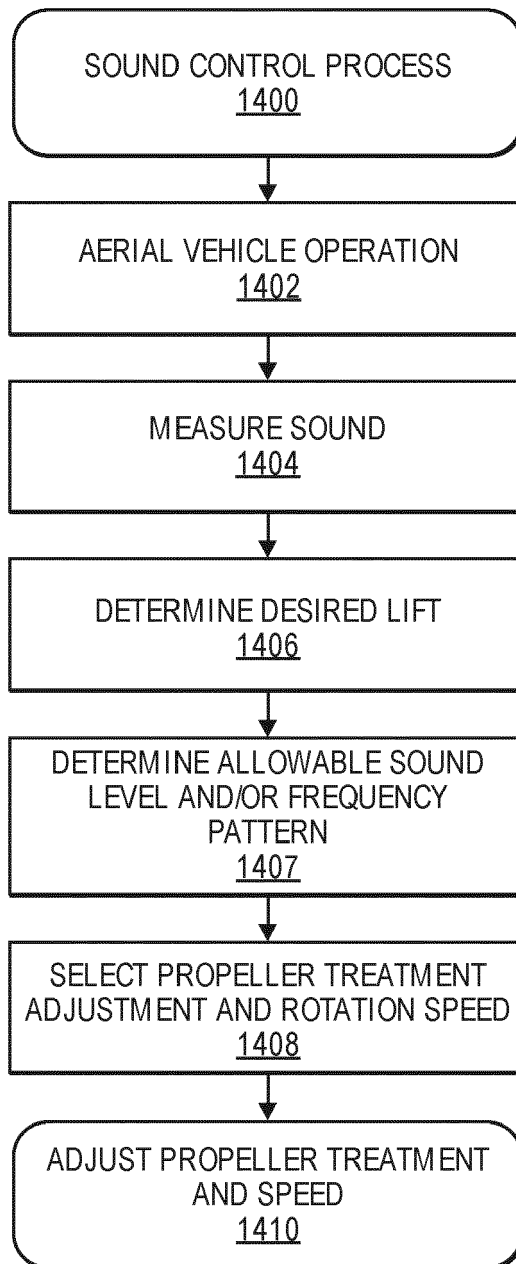 SOUND CONTROL PROCESS
1400
AERIAL VEHICLE OPERATION
1402
MEASURE SOUND
1404
DETERMINE DESIRED LIFT
1406
DETERMINE ALLOWABLE SOUND
LEVEL AND/OR FREQUENCY
PATTERN
1407
SELECT PROPELLER TREATMENT
ADJUSTMENT AND ROTATION SPEED
1408
ADJUST PROPELLER TREATMENT
AND SPEED
1410